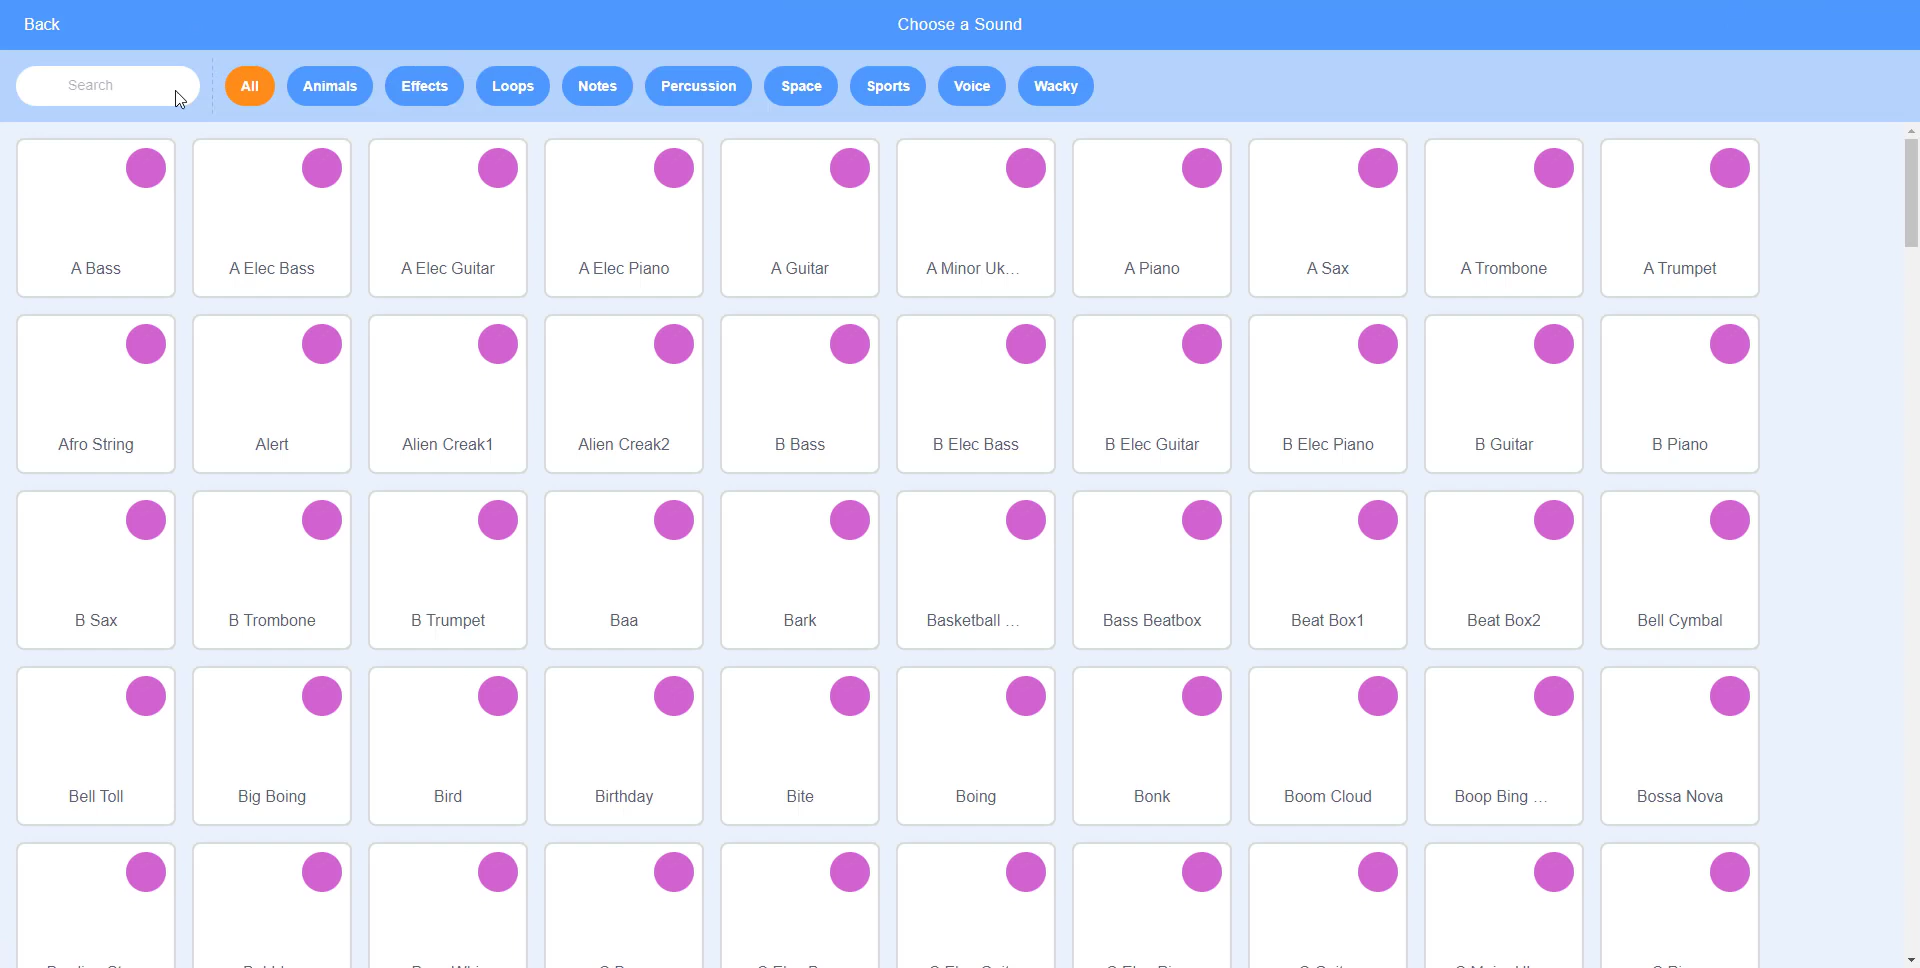 Back
Choose a Sound
Search
All
Animals
Effects
Loops
Notes
Percussion
Space
Sports
Voice
Wacky
A Bass
A Elec Bass
A Elec Guitar
A Elec Piano
A Guitar
A Minor Uk...
A Piano
A Sax
A Trombone
A Trumpet
Afro String
Alert
Alien Creak1
Alien Creak2
B Bass
B Elec Bass
B Elec Guitar
B Elec Piano
B Guitar
B Piano
B Sax
B Trombone
B Trumpet
Baa
Bark
Basketball ...
Bass Beatbox
Beat Box1
Beat Box2
Bell Cymbal
Bell Toll
Big Boing
Bird
Birthday
Bite
Boing
Bonk
Boom Cloud
Boop Bing ...
Bossa Nova